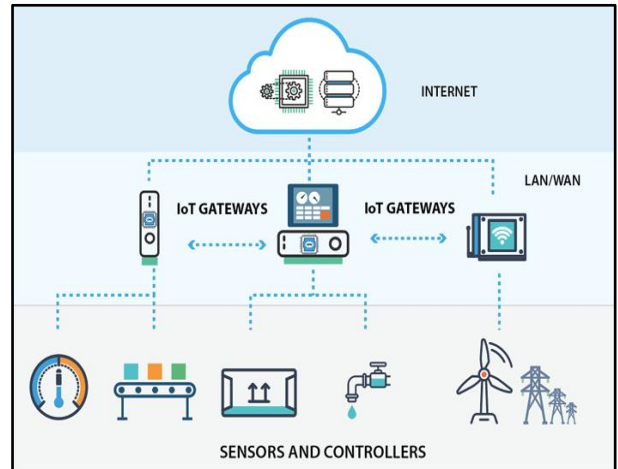 INTERNET
LAN/WAN
IoT GATEWAYS
IoT GATEWAYS
SENSORS AND CONTROLLERS